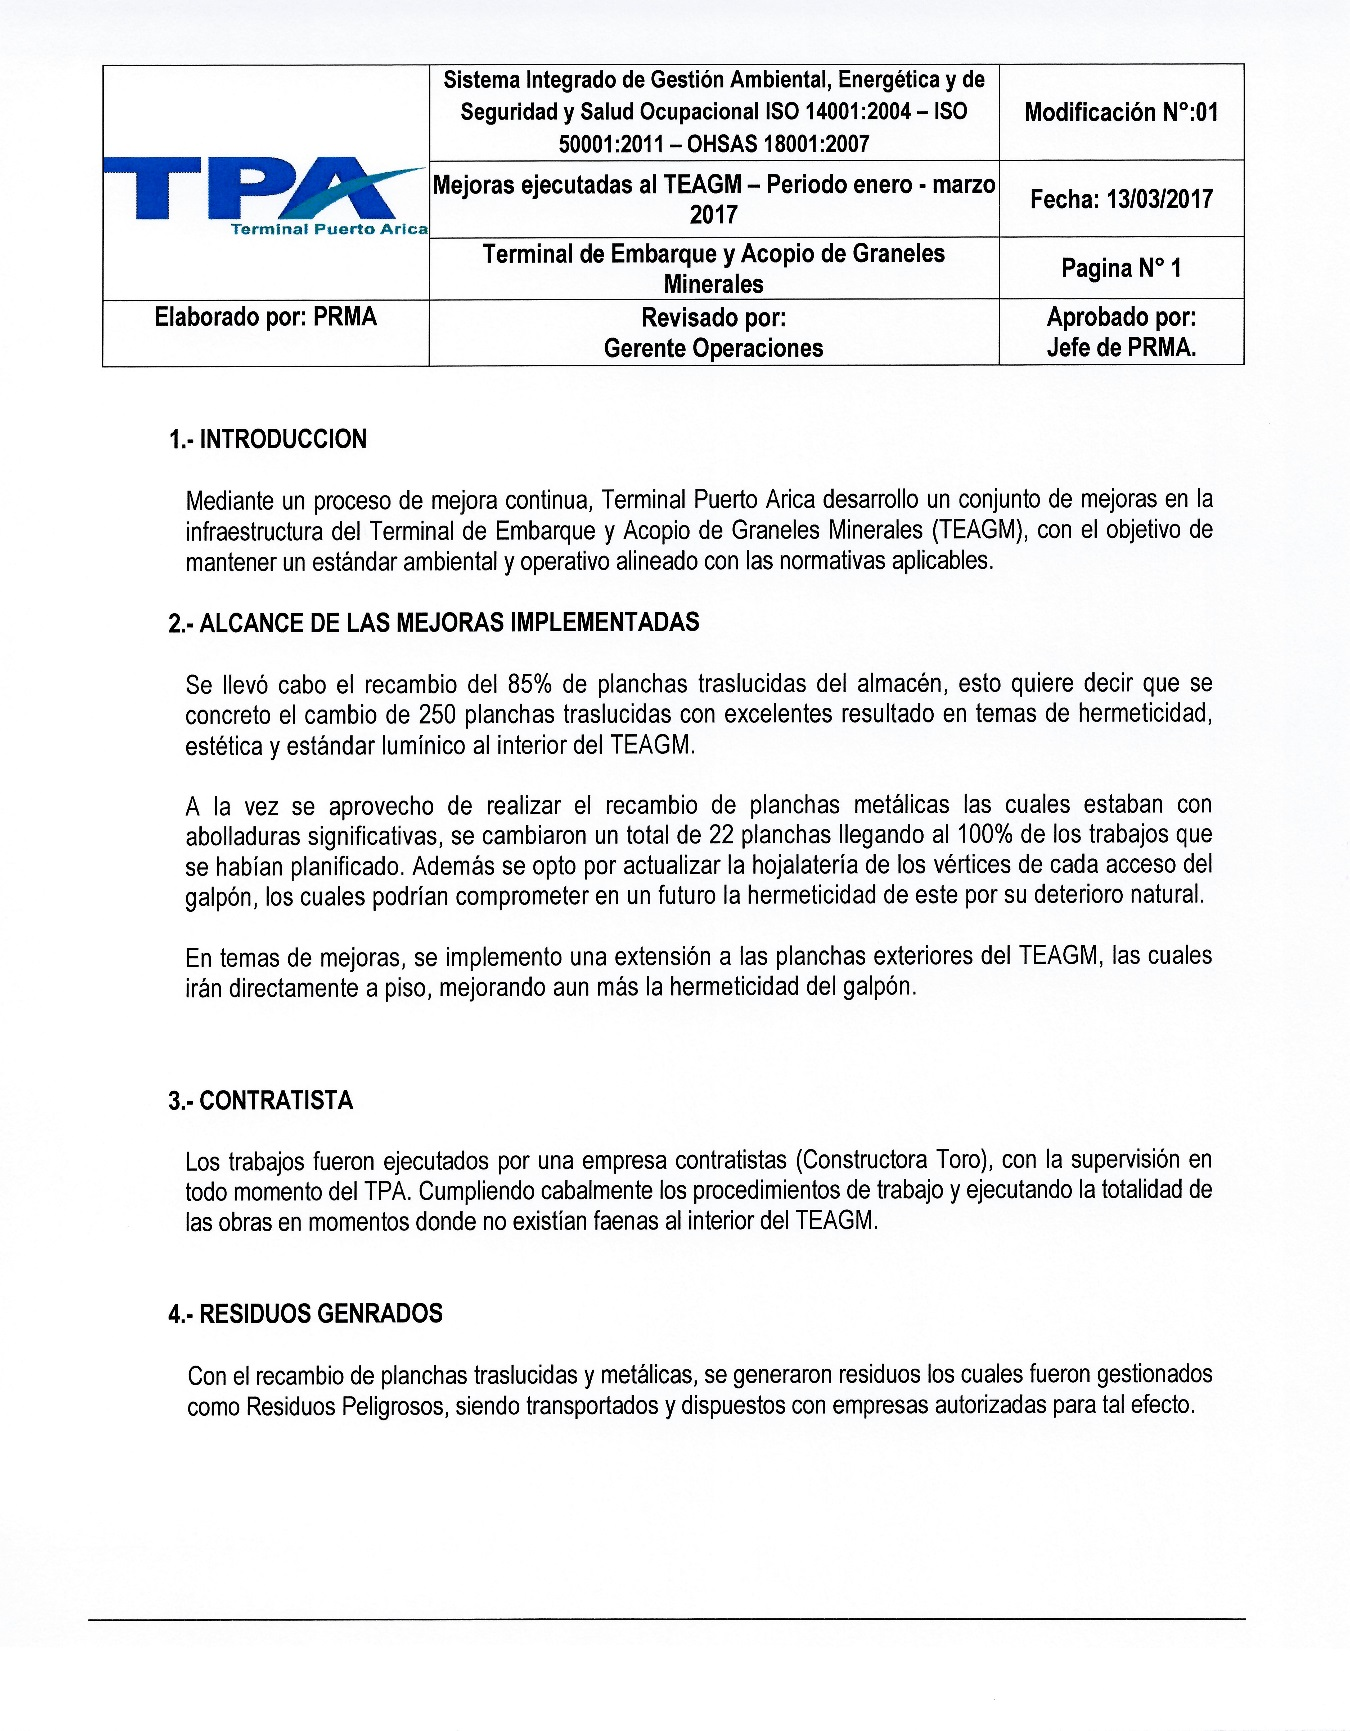 Sistema Integrado de Gestión Ambiental, Energética y de
Seguridad y Salud Ocupacional ISO 14001:2004 – ISO
50001:2011 – OHSAS 18001:2007
Modificación N°:01
TPA
Terminal Puerto Arica
Mejoras ejecutadas al TEAGM – Periodo enero - marzo
2017
Fecha: 13/03/2017
Terminal de Embarque y Acopio de Graneles
Minerales
Pagina N° 1
Elaborado por: PRMA
Revisado por:
Gerente Operaciones
Aprobado por:
Jefe de PRMA.
1.- INTRODUCCION
Mediante un proceso de mejora continua, Terminal Puerto Arica desarrollo un conjunto de mejoras en la
infraestructura del Terminal de Embarque y Acopio de Graneles Minerales (TEAGM), con el objetivo de
mantener un estándar ambiental y operativo alineado con las normativas aplicables.
2.- ALCANCE DE LAS MEJORAS IMPLEMENTADAS
Se llevó cabo el recambio del 85% de planchas traslucidas del almacén, esto quiere decir que se
concreto el cambio de 250 planchas traslucidas con excelentes resultado en temas de hermeticidad,
estética y estándar lumínico al interior del TEAGM.
A la vez se aprovecho de realizar el recambio de planchas metálicas las cuales estaban con
abolladuras significativas, se cambiaron un total de 22 planchas llegando al 100% de los trabajos que
se habían planificado. Además se opto por actualizar la hojalatería de los vértices de cada acceso del
galpón, los cuales podrían comprometer en un futuro la hermeticidad de este por su deterioro natural.
En temas de mejoras, se implemento una extensión a las planchas exteriores del TEAGM, las cuales
irán directamente a piso, mejorando aun más la hermeticidad del galpón.
3.- CONTRATISTA
Los trabajos fueron ejecutados por una empresa contratistas (Constructora Toro), con la supervisión en
todo momento del TPA. Cumpliendo cabalmente los procedimientos de trabajo y ejecutando la totalidad de
las obras en momentos donde no existían faenas al interior del TEAGM.
4.- RESIDUOS GENRADOS
Con el recambio de planchas traslucidas y metálicas, se generaron residuos los cuales fueron gestionados
como Residuos Peligrosos, siendo transportados y dispuestos con empresas autorizadas para tal efecto.